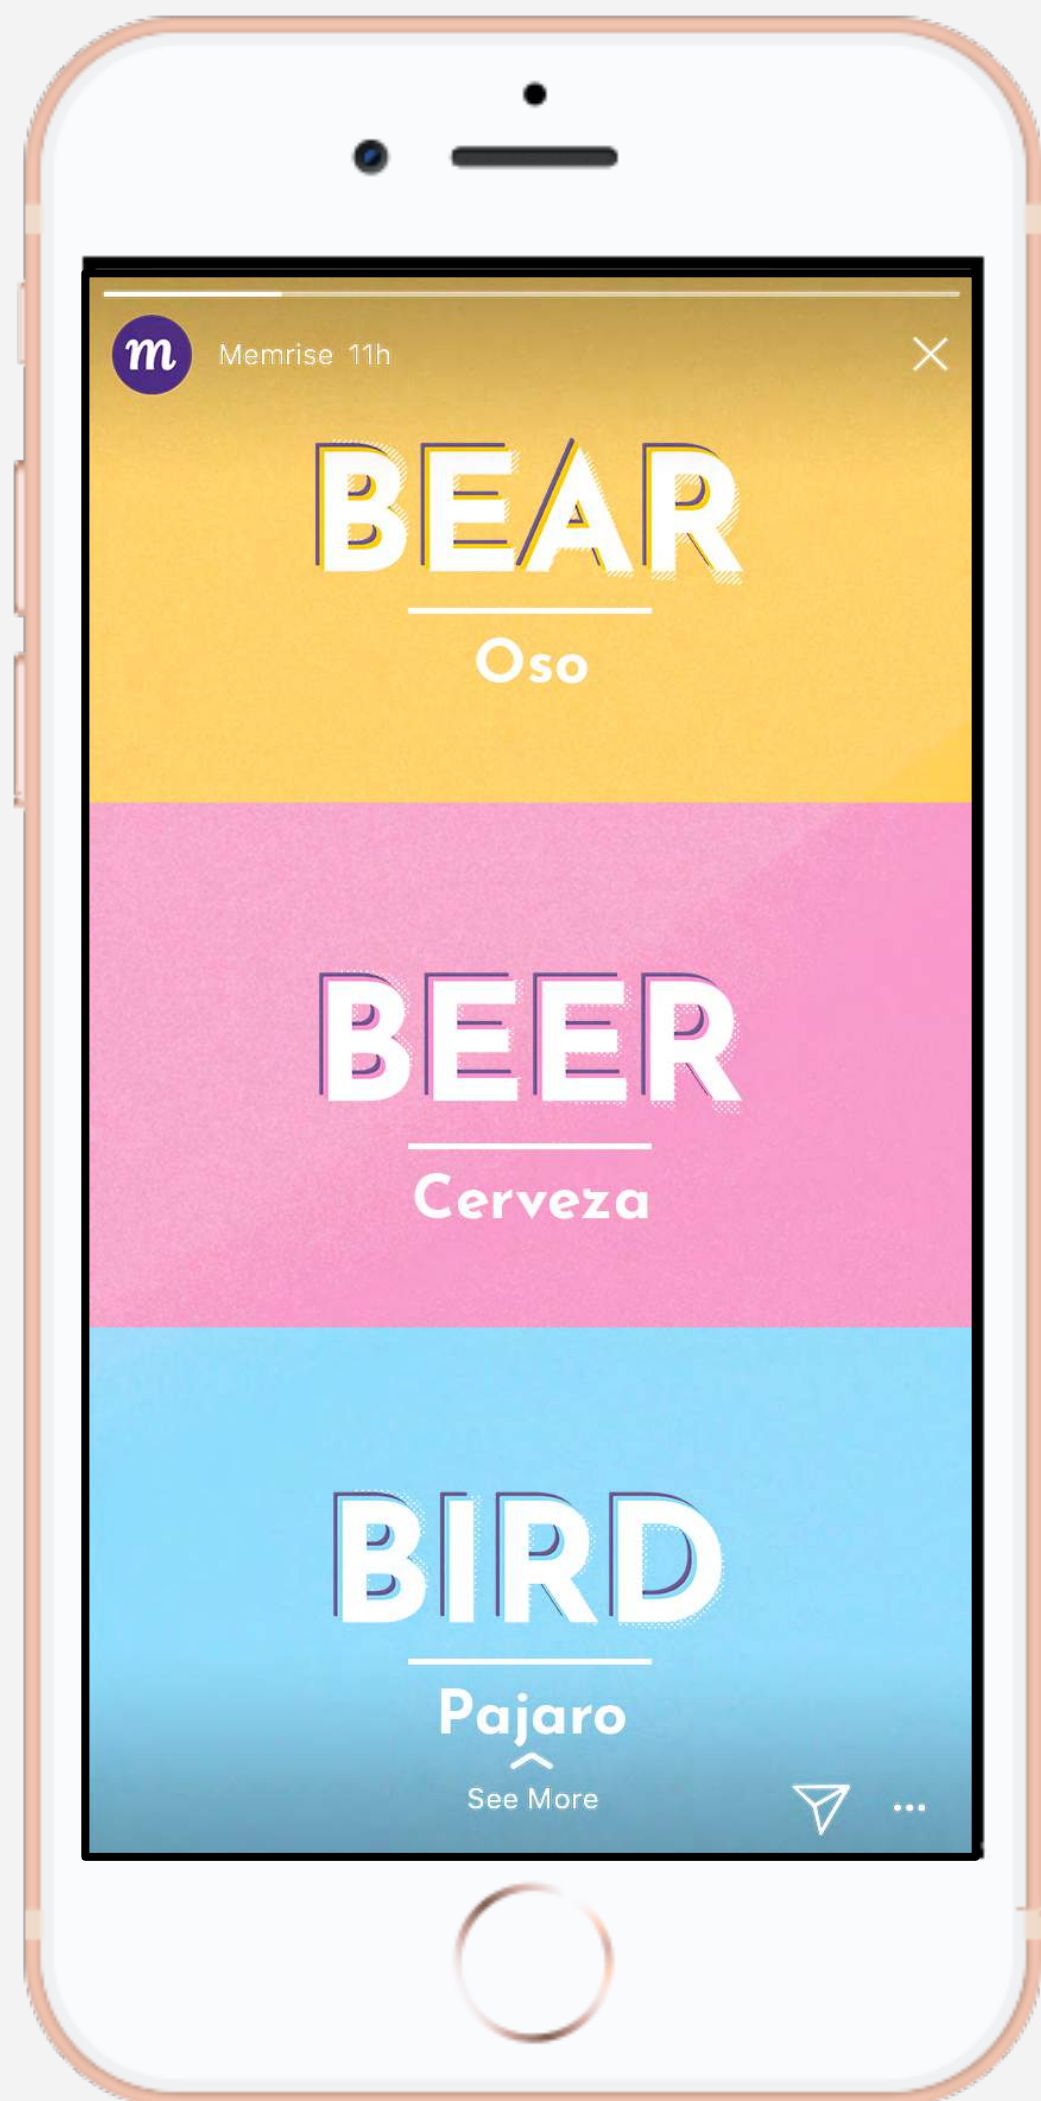 m
Memrise 11h
BEAR
Oso
BEER
Cerveza
BIRD
Pajaro
See More